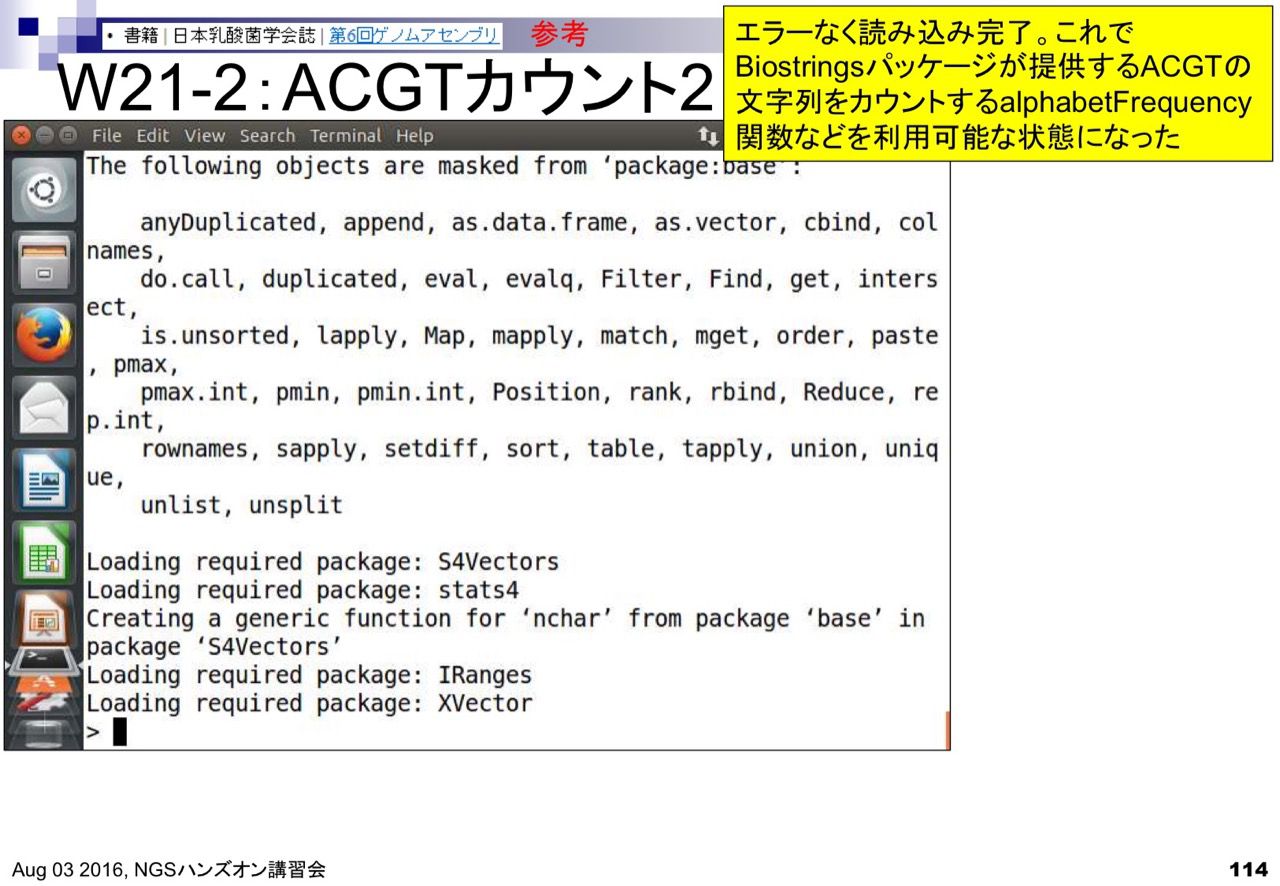 • 書籍 | 日本乳酸菌学会誌 | 第6回ゲノムアセンブリ
参考
W21-2：ACGTカウント2
エラーなく読み込み完了。これで
Biostringsパッケージが提供するACGTの
文字列をカウントするalphabetFrequency
関数などを利用可能な状態になった
File Edit View Search Terminal Help
The following objects are masked from ‘package:base’:
anyDuplicated, append, as.data.frame, as.vector, cbind, col
names,
do.call, duplicated, eval, evalq, Filter, Find, get, inters
ect,
is.unsorted, lapply, Map, mapply, match, mget, order, paste
, pmax,
pmax.int, pmin, pmin.int, Position, rank, rbind, Reduce, re
p.int,
rownames, sapply, setdiff, sort, table, tapply, union, uniq
ue,
unlist, unsplit
Loading required package: S4Vectors
Loading required package: stats4
Creating a generic function for ‘nchar’ from package ‘base’ in
package ‘S4Vectors’
Loading required package: IRanges
Loading required package: XVector
>
Aug 03 2016, NGSハンズオン講習会
114